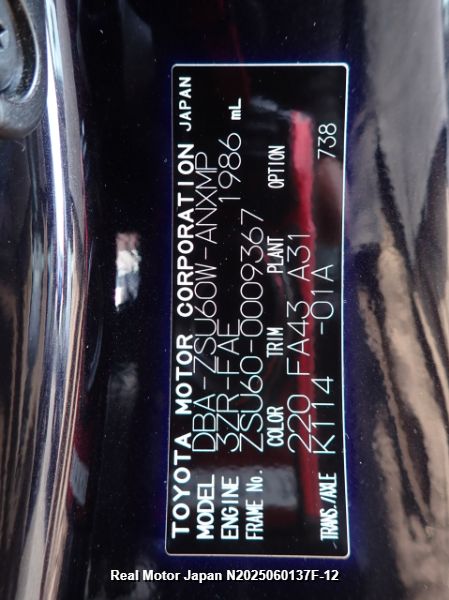 TOYOTA MOTOR CORPORATION JAPAN
MODEL DBA-ZSU60W-ANXMP
ENGINE 3ZR-FAE 1986 mL
FRAME No. ZSU60-0009367
COLOR TRIM PLANT OPTION
220 FA43 A31
TRANS./AXLE K114 -01A 738
Real Motor Japan N2025060137F-12